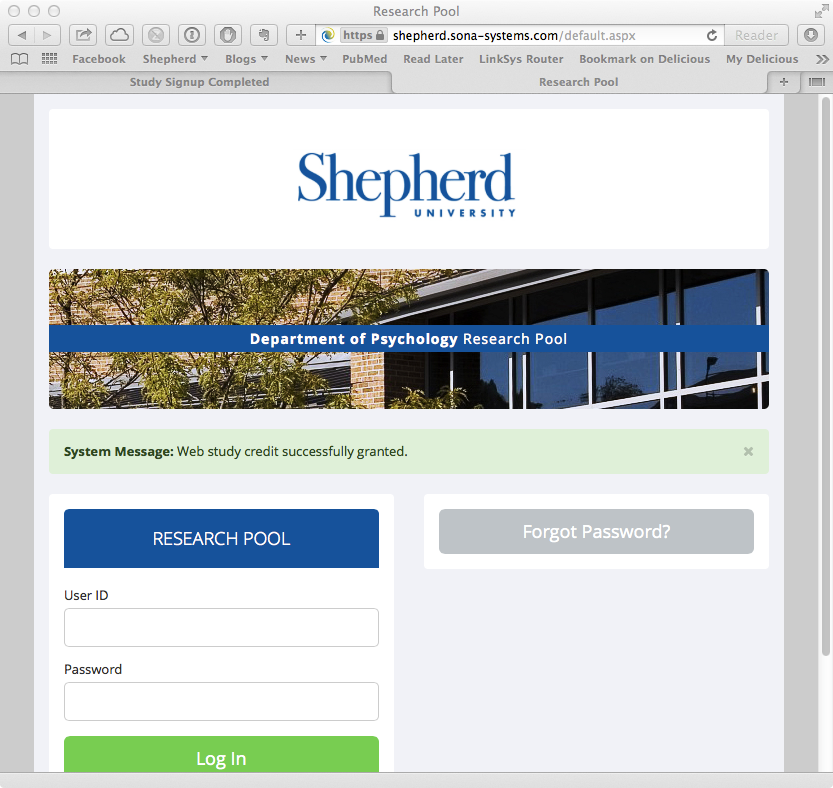 Research Pool
https shepherd.sona-systems.com/default.aspx Reader
Facebook Shepherd Blogs News PubMed Read Later LinkSys Router Bookmark on Delicious My Delicious
Study Signup Completed Research Pool
Shepherd
UNIVERSITY
Department of Psychology Research Pool
System Message: Web study credit successfully granted.
RESEARCH POOL
Forgot Password?
User ID
Password
Log In